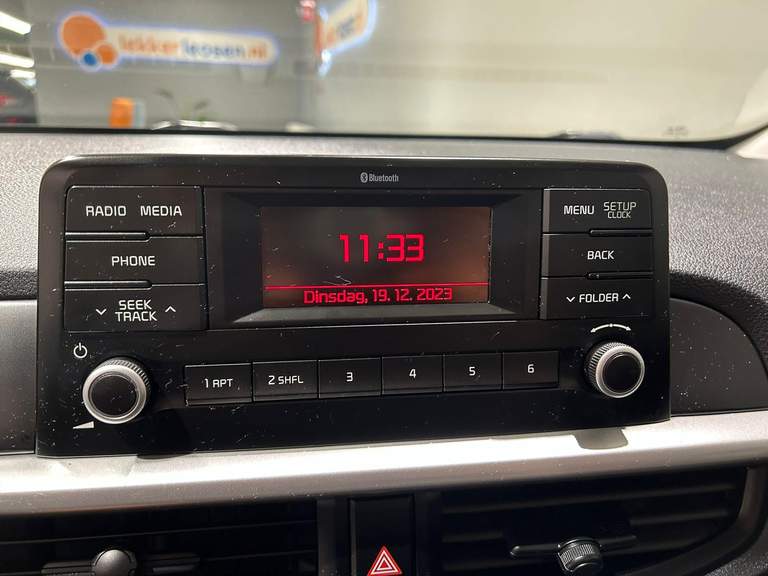 lekkerleasen.nl
Bluetooth
RADIO MEDIA
MENU SETUP
CLOCK
PHONE
BACK
SEEK
TRACK
FOLDER
11:33
Dinsdag, 19. 12. 2023
1 RPT
2 SHFL
3
4
5
6